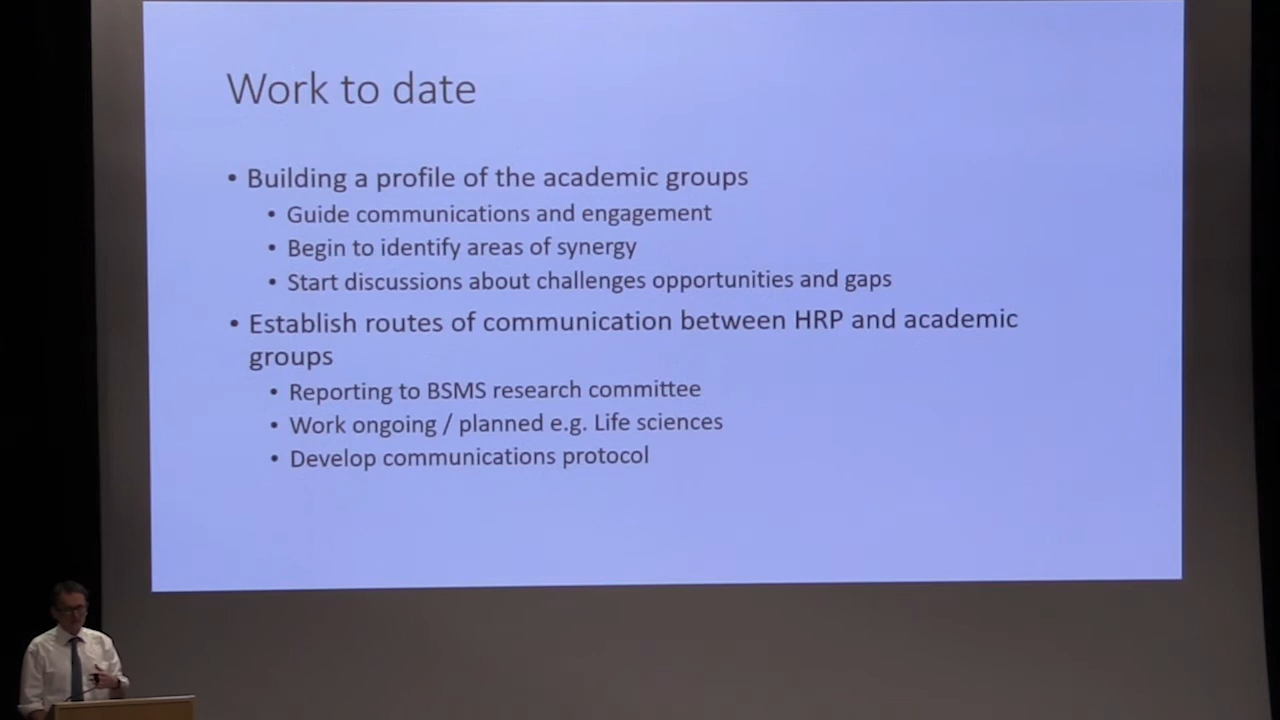 Work to date
• Building a profile of the academic groups
• Guide communications and engagement
• Begin to identify areas of synergy
• Start discussions about challenges opportunities and gaps
• Establish routes of communication between HRP and academic
groups
• Reporting to BSMS research committee
• Work ongoing / planned e.g. Life sciences
• Develop communications protocol